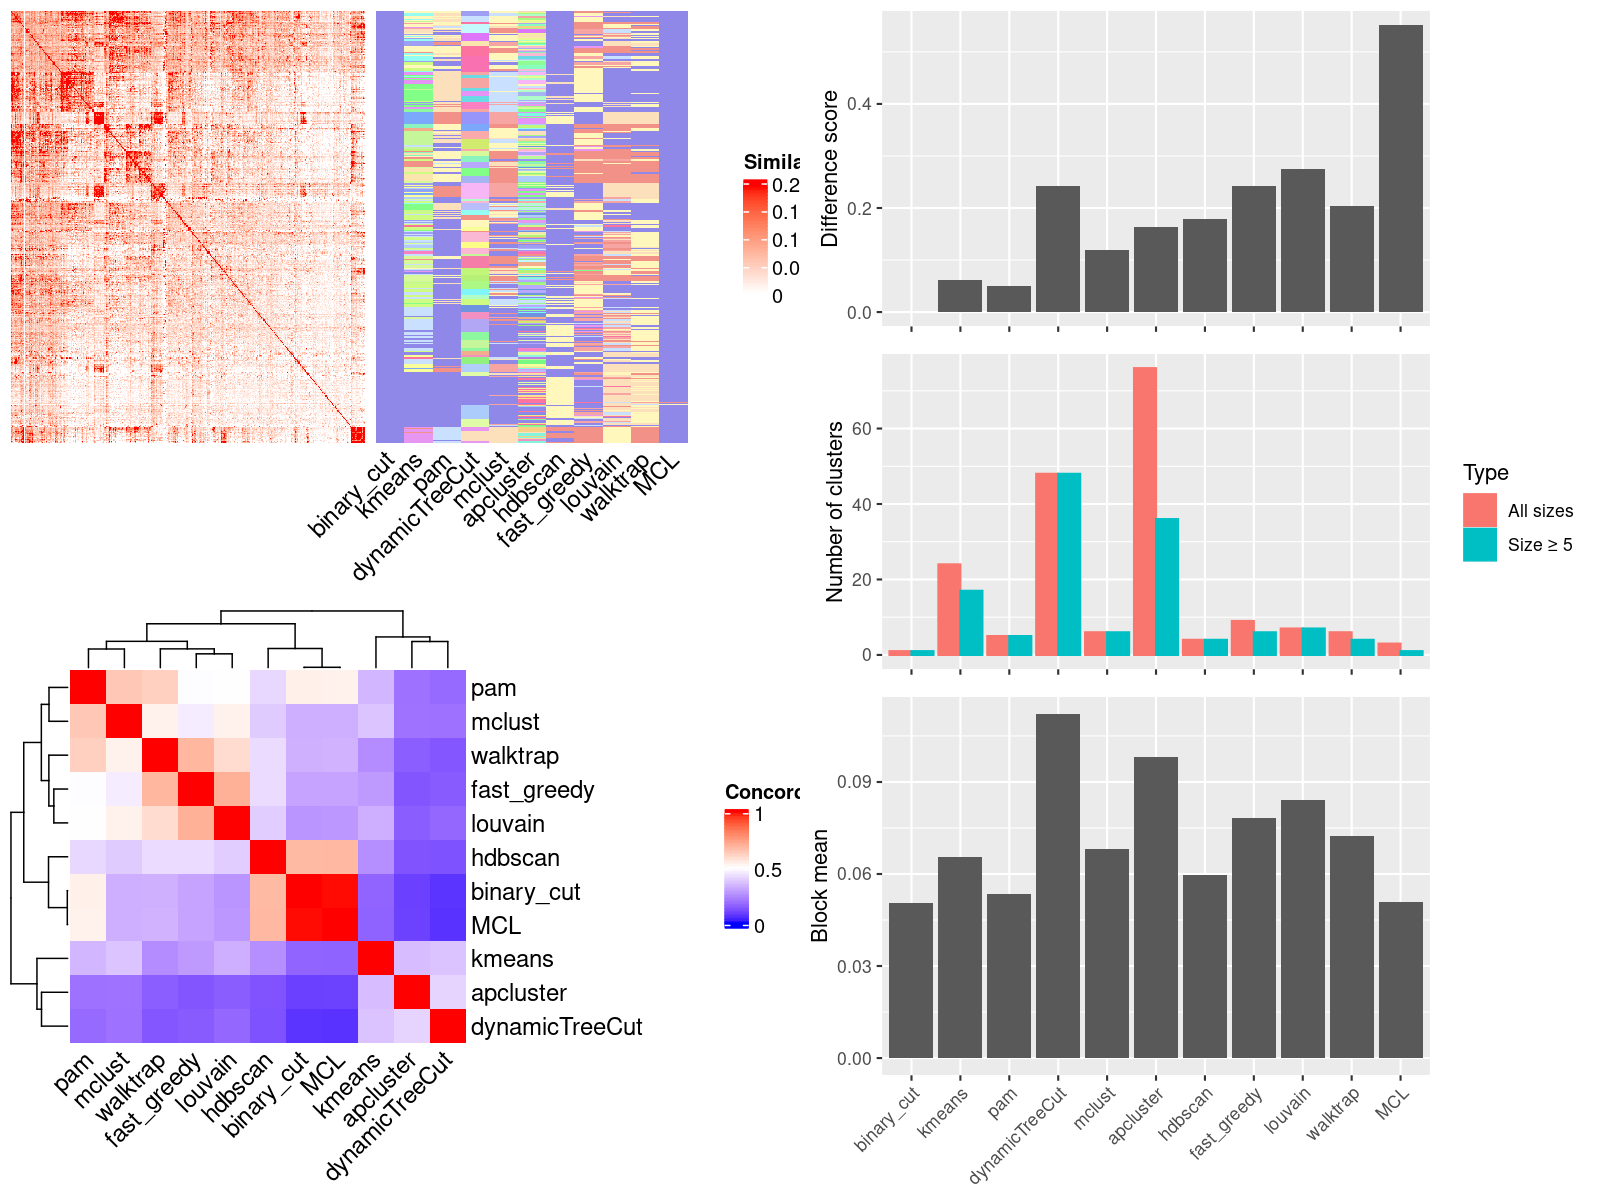 Simila
0.2
0.1
0.1
0.0
0
binary_cut
kmeans
pam
dynamicTreeCut
mclust
apcluster
hdbscan
fast_greedy
louvain
walktrap
MCL
pam
mclust
walktrap
fast_greedy
louvain
hdbscan
binary_cut
MCL
kmeans
apcluster
dynamicTreeCut
Concord
1
0.5
0
pam
mclust
walktrap
fast_greedy
louvain
hdbscan
binary_cut
MCL
kmeans
apcluster
dynamicTreeCut
Difference score
0.4
0.2
0.0
Number of clusters
60
40
20
0
Type
All sizes
Size ≥ 5
Block mean
0.09
0.06
0.03
0.00
binary_cut
kmeans
pam
dynamicTreeCut
mclust
apcluster
hdbscan
fast_greedy
louvain
walktrap
MCL